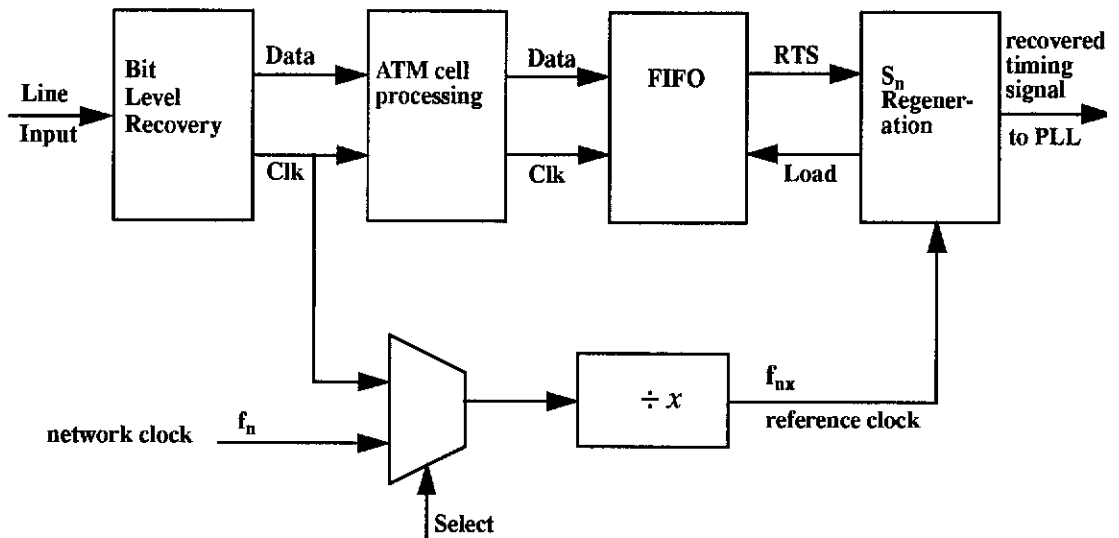 Line
Input
Bit
Level
Recovery
Data
Clk
ATM cell
processing
Data
Clk
FIFO
RTS
Load
Sn
Regener-
ation
recovered
timing
signal
to PLL
network clock
fn
Select
÷ x
fnx
reference clock